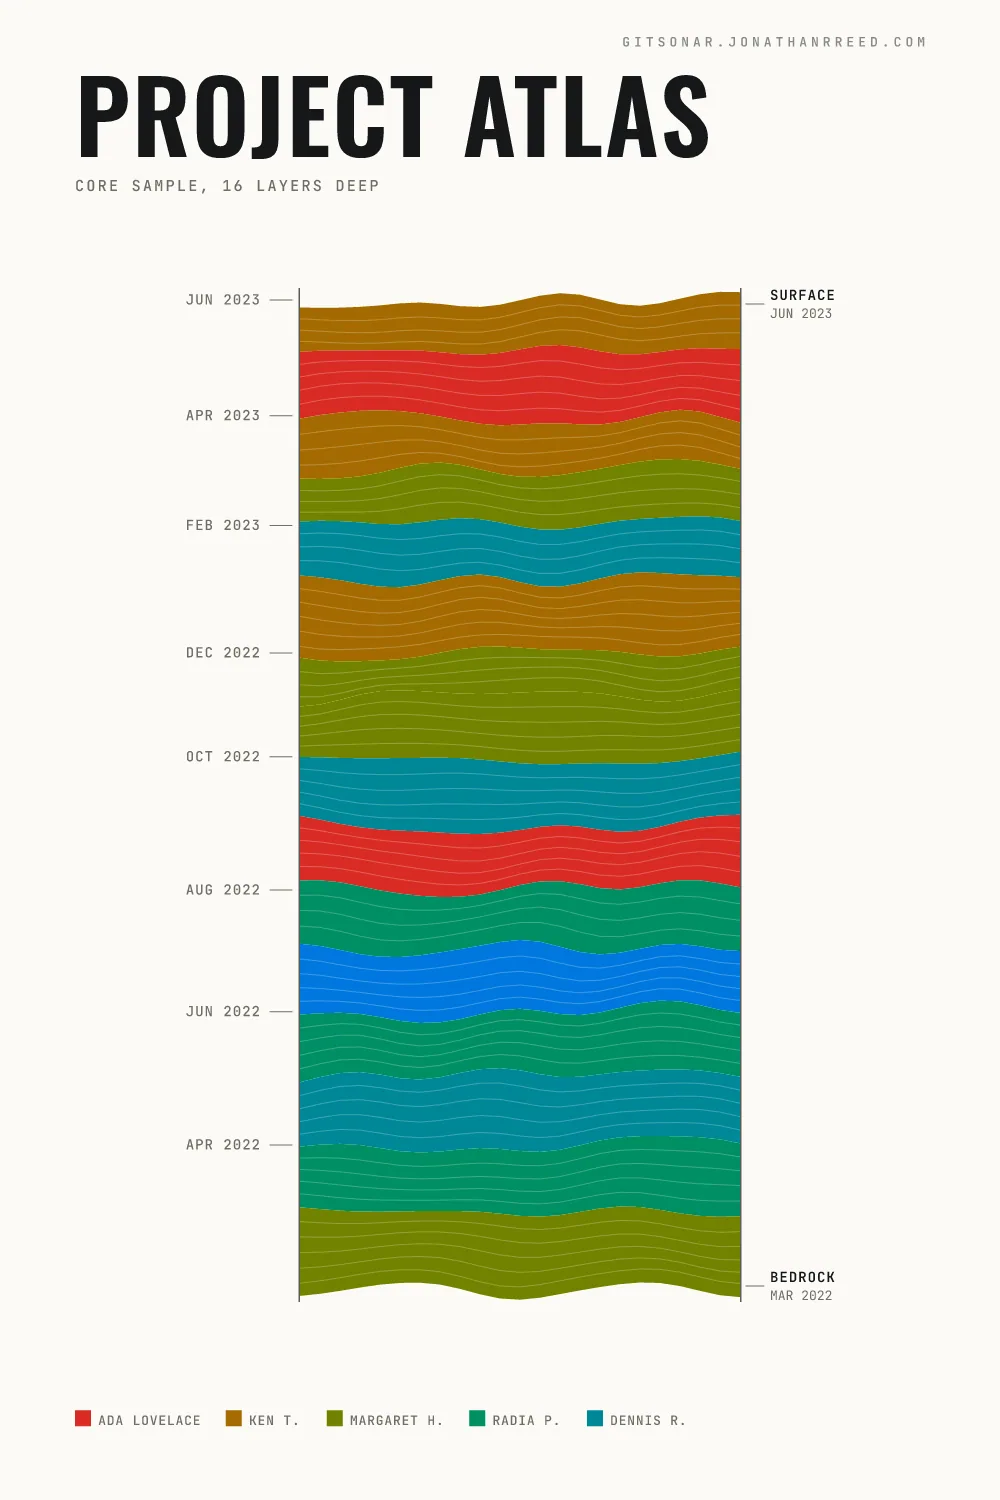 GITSONAR.JONATHANRREED.COM
PROJECT ATLAS
CORE SAMPLE, 16 LAYERS DEEP
JUN 2023
SURFACE
JUN 2023
APR 2023
FEB 2023
DEC 2022
OCT 2022
AUG 2022
JUN 2022
APR 2022
BEDROCK
MAR 2022
ADA LOVELACE
KEN T.
MARGARET H.
RADIA P.
DENNIS R.